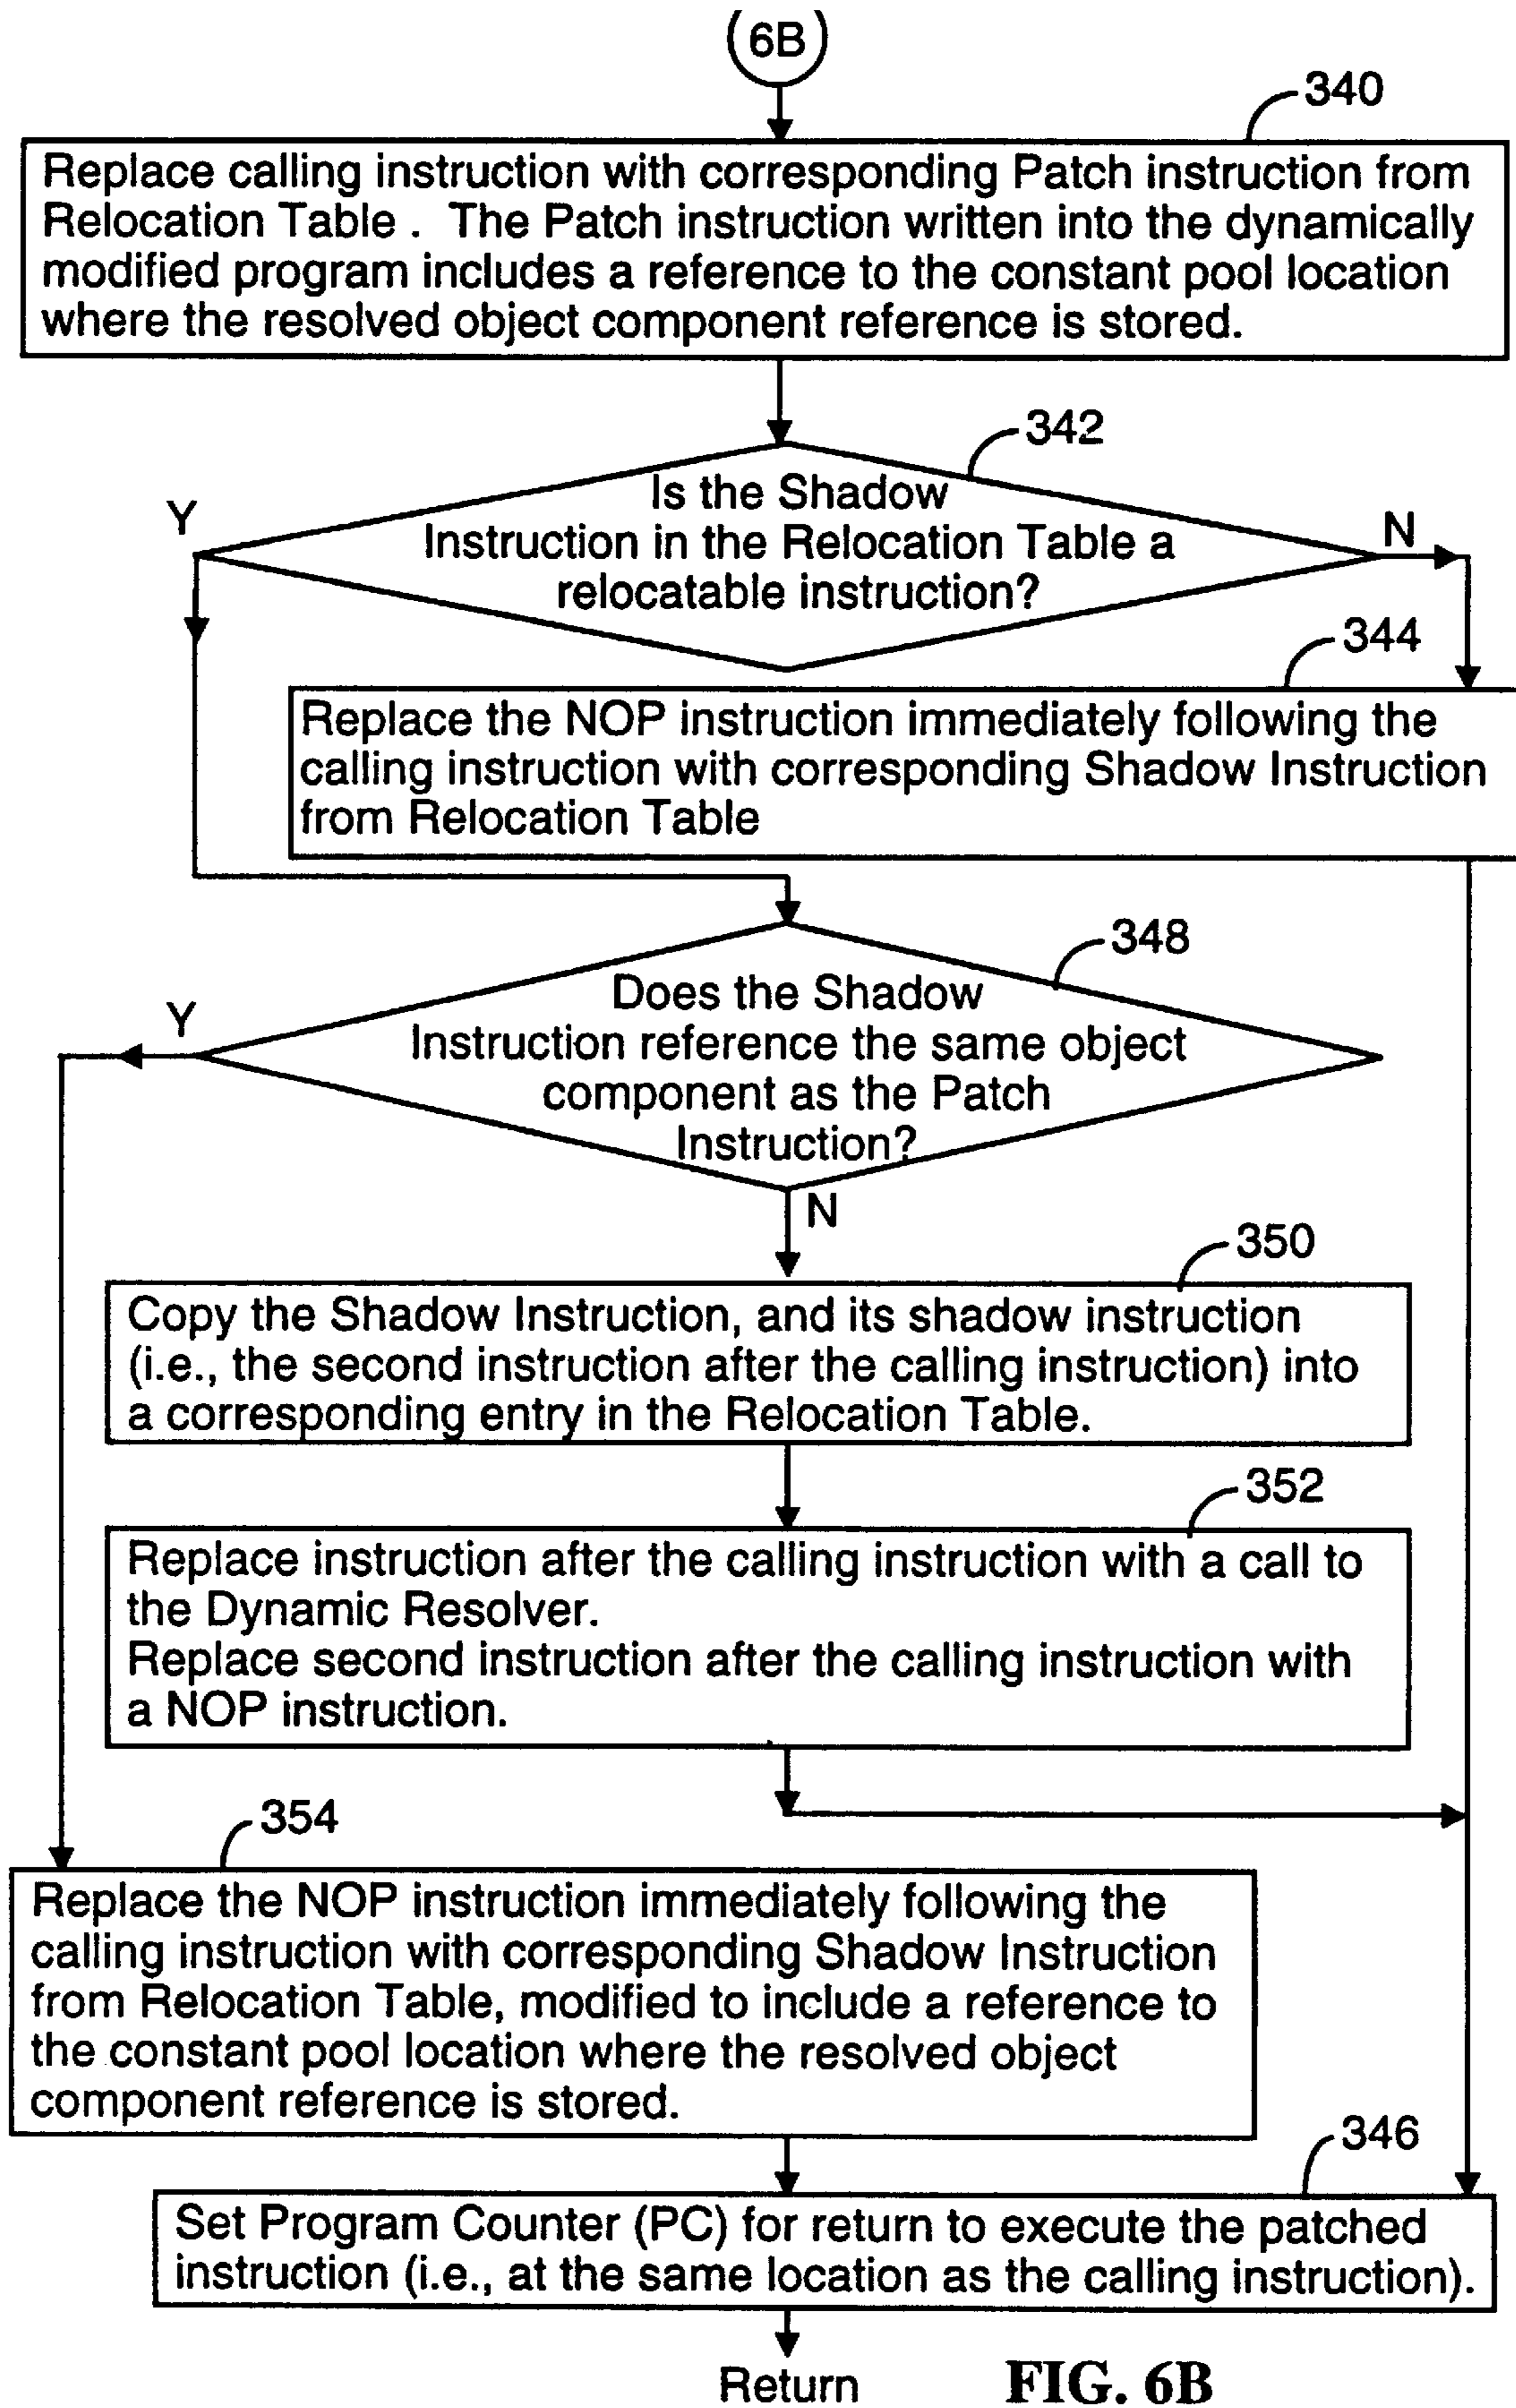 6B
340
Replace calling instruction with corresponding Patch instruction from
Relocation Table . The Patch instruction written into the dynamically
modified program includes a reference to the constant pool location
where the resolved object component reference is stored.
342
Is the Shadow
Instruction in the Relocation Table a
relocatable instruction?
Y
N
344
Replace the NOP instruction immediately following the
calling instruction with corresponding Shadow Instruction
from Relocation Table
348
Does the Shadow
Instruction reference the same object
component as the Patch
Instruction?
Y
N
350
Copy the Shadow Instruction, and its shadow instruction
(i.e., the second instruction after the calling instruction) into
a corresponding entry in the Relocation Table.
352
Replace instruction after the calling instruction with a call to
the Dynamic Resolver.
Replace second instruction after the calling instruction with
a NOP instruction.
354
Replace the NOP instruction immediately following the
calling instruction with corresponding Shadow Instruction
from Relocation Table, modified to include a reference to
the constant pool location where the resolved object
component reference is stored.
346
Set Program Counter (PC) for return to execute the patched
instruction (i.e., at the same location as the calling instruction).
Return
FIG. 6B